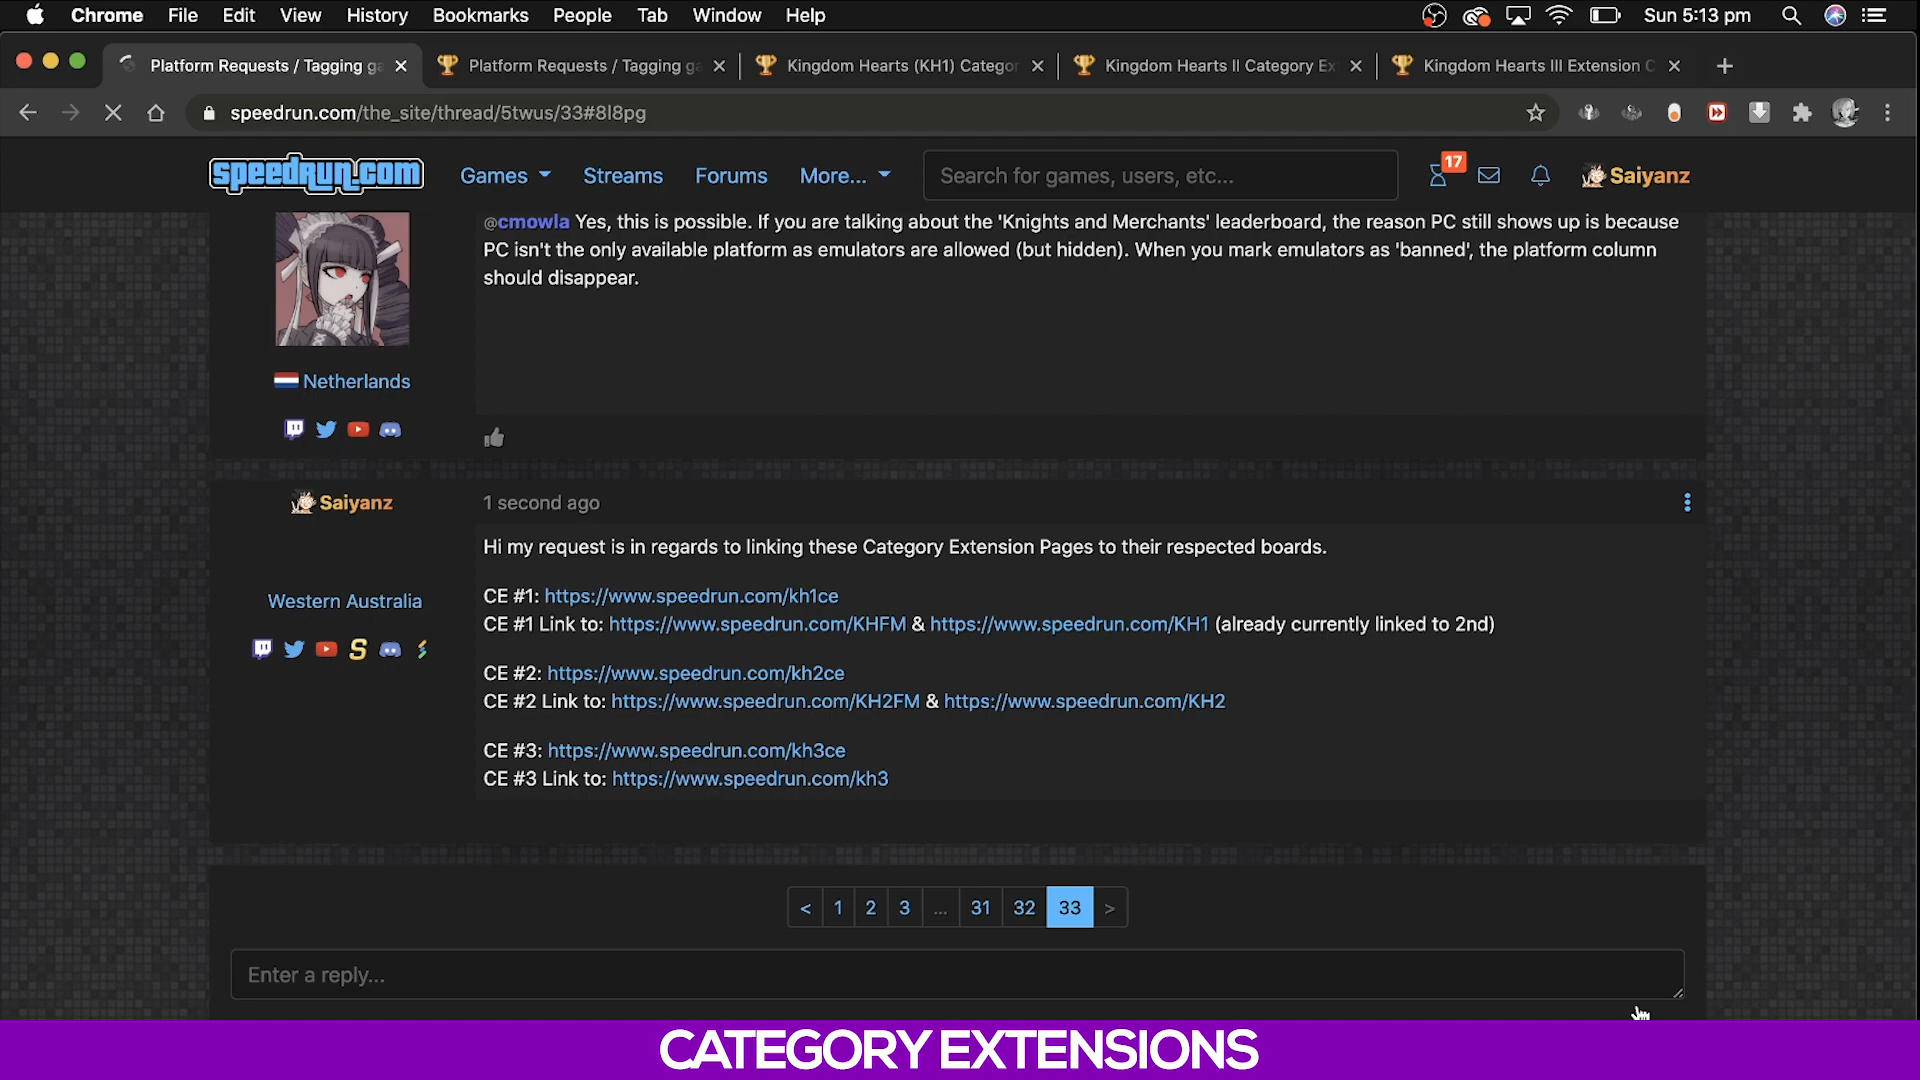 Chrome File Edit View History Bookmarks People Tab Window Help Sun 5:13 pm
Platform Requests / Tagging ga Platform Requests / Tagging ga Kingdom Hearts (KH1) Categor Kingdom Hearts II Category Ex Kingdom Hearts III Extension C
speedrun.com/the_site/thread/5twus/33#8l8pg
speedrun.com Games Streams Forums More... Search for games, users, etc... 17 Saiyanz
@cmowla Yes, this is possible. If you are talking about the 'Knights and Merchants' leaderboard, the reason PC still shows up is because
PC isn't the only available platform as emulators are allowed (but hidden). When you mark emulators as 'banned', the platform column
should disappear.
Netherlands
Saiyanz 1 second ago
Hi my request is in regards to linking these Category Extension Pages to their respected boards.
Western Australia
CE #1: https://www.speedrun.com/kh1ce
CE #1 Link to: https://www.speedrun.com/KHFM & https://www.speedrun.com/KH1 (already currently linked to 2nd)
CE #2: https://www.speedrun.com/kh2ce
CE #2 Link to: https://www.speedrun.com/KH2FM & https://www.speedrun.com/KH2
CE #3: https://www.speedrun.com/kh3ce
CE #3 Link to: https://www.speedrun.com/kh3
< 1 2 3 ... 31 32 33 >
Enter a reply...
CATEGORY EXTENSIONS